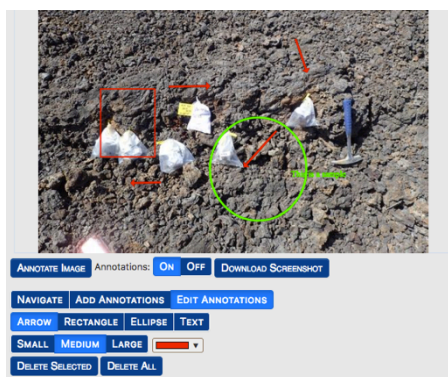 ANNOTATE IMAGE Annotations: ON OFF DOWNLOAD SCREENSHOT
NAVIGATE ADD ANNOTATIONS EDIT ANNOTATIONS
ARROW RECTANGLE ELLIPSE TEXT
SMALL MEDIUM LARGE
DELETE SELECTED DELETE ALL